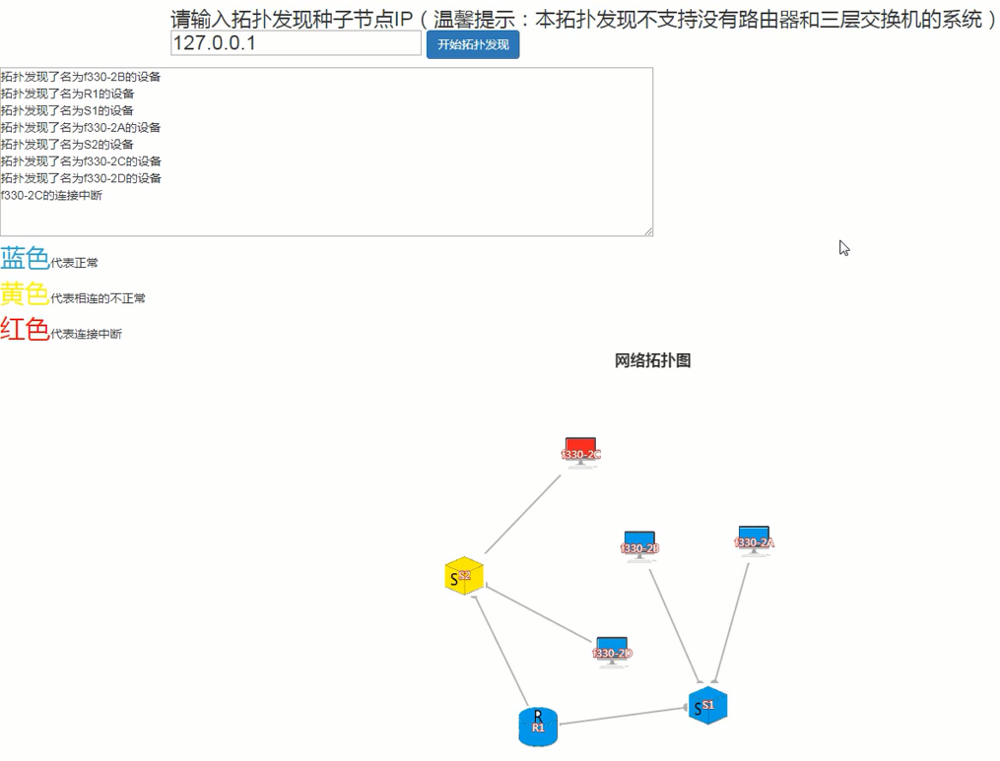 请输入拓扑发现种子节点IP（温馨提示：本拓扑发现不支持没有路由器和三层交换机的系统）
127.0.0.1
开始拓扑发现
拓扑发现了名为f330-2B的设备
拓扑发现了名为R1的设备
拓扑发现了名为S1的设备
拓扑发现了名为f330-2A的设备
拓扑发现了名为S2的设备
拓扑发现了名为f330-2C的设备
拓扑发现了名为f330-2D的设备
f330-2C的连接中断
蓝色代表正常
黄色代表相连的不正常
红色代表连接中断
网络拓扑图
f330-2C
f330-2B
f330-2A
S S2
f330-2D
S S1
R
R1